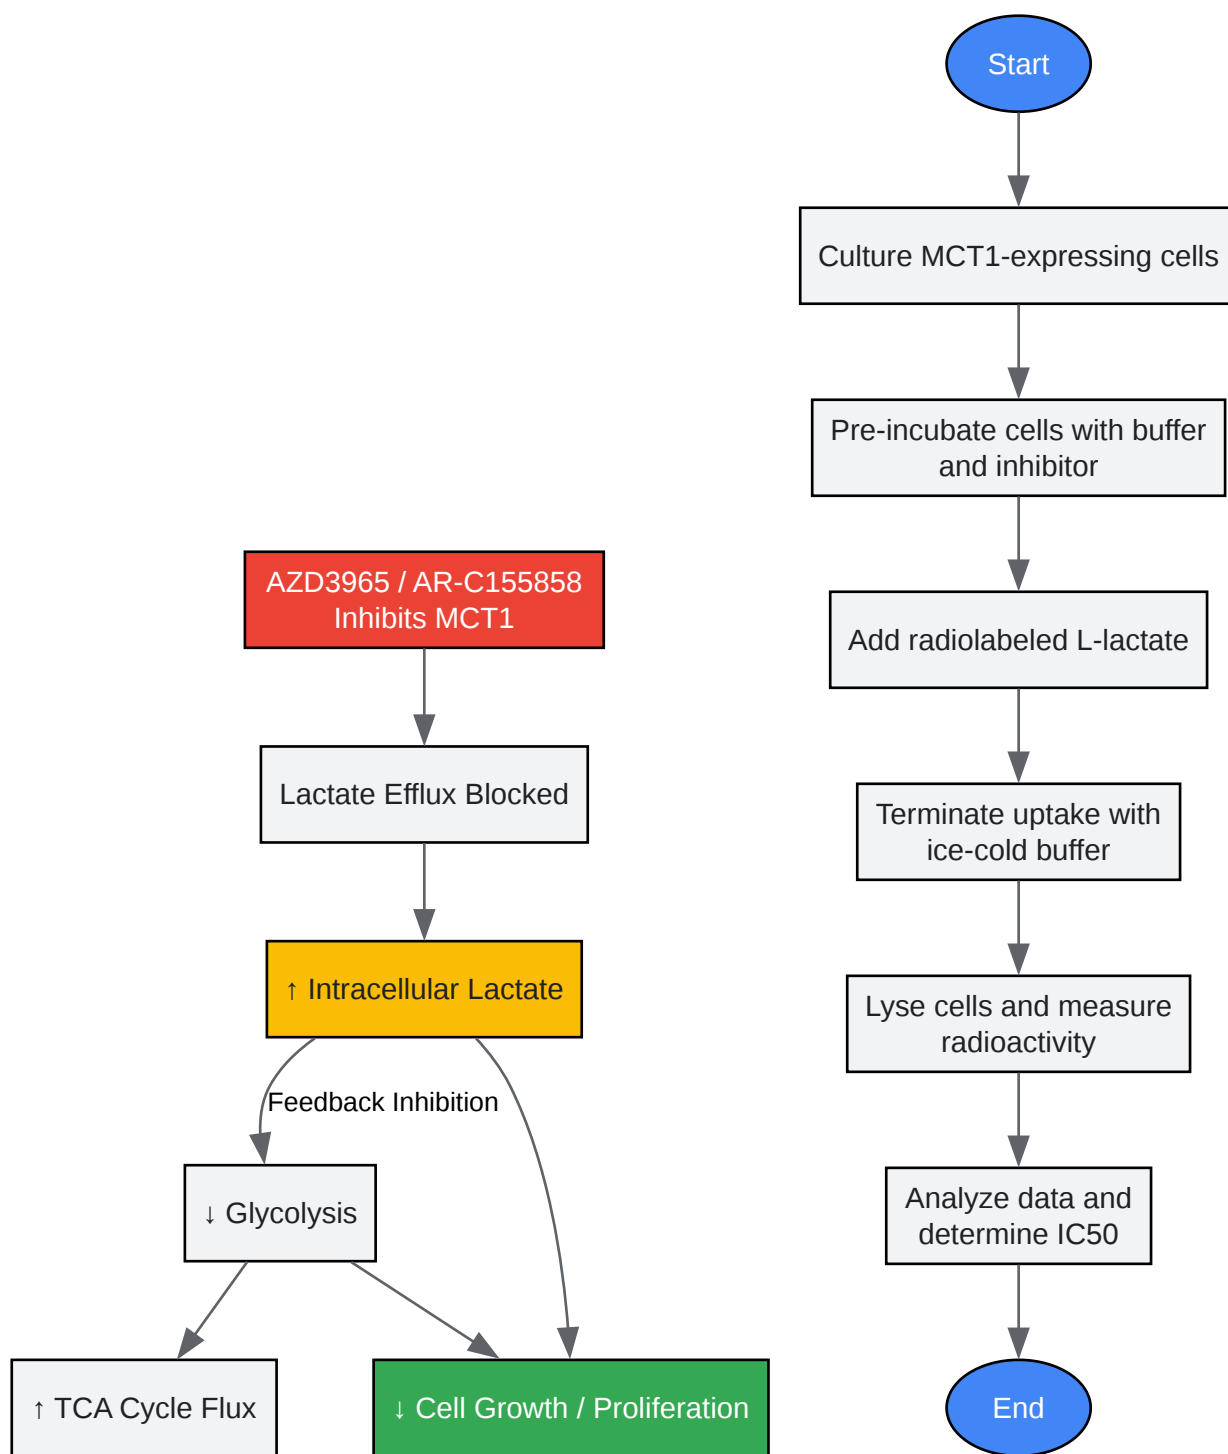 AZD3965 / AR-C155858
Inhibits MCT1
Lactate Efflux Blocked
↑ Intracellular Lactate
Feedback Inhibition
↓ Glycolysis
↑ TCA Cycle Flux
↓ Cell Growth / Proliferation
Start
Culture MCT1-expressing cells
Pre-incubate cells with buffer
and inhibitor
Add radiolabeled L-lactate
Terminate uptake with
ice-cold buffer
Lyse cells and measure
radioactivity
Analyze data and
determine IC50
End